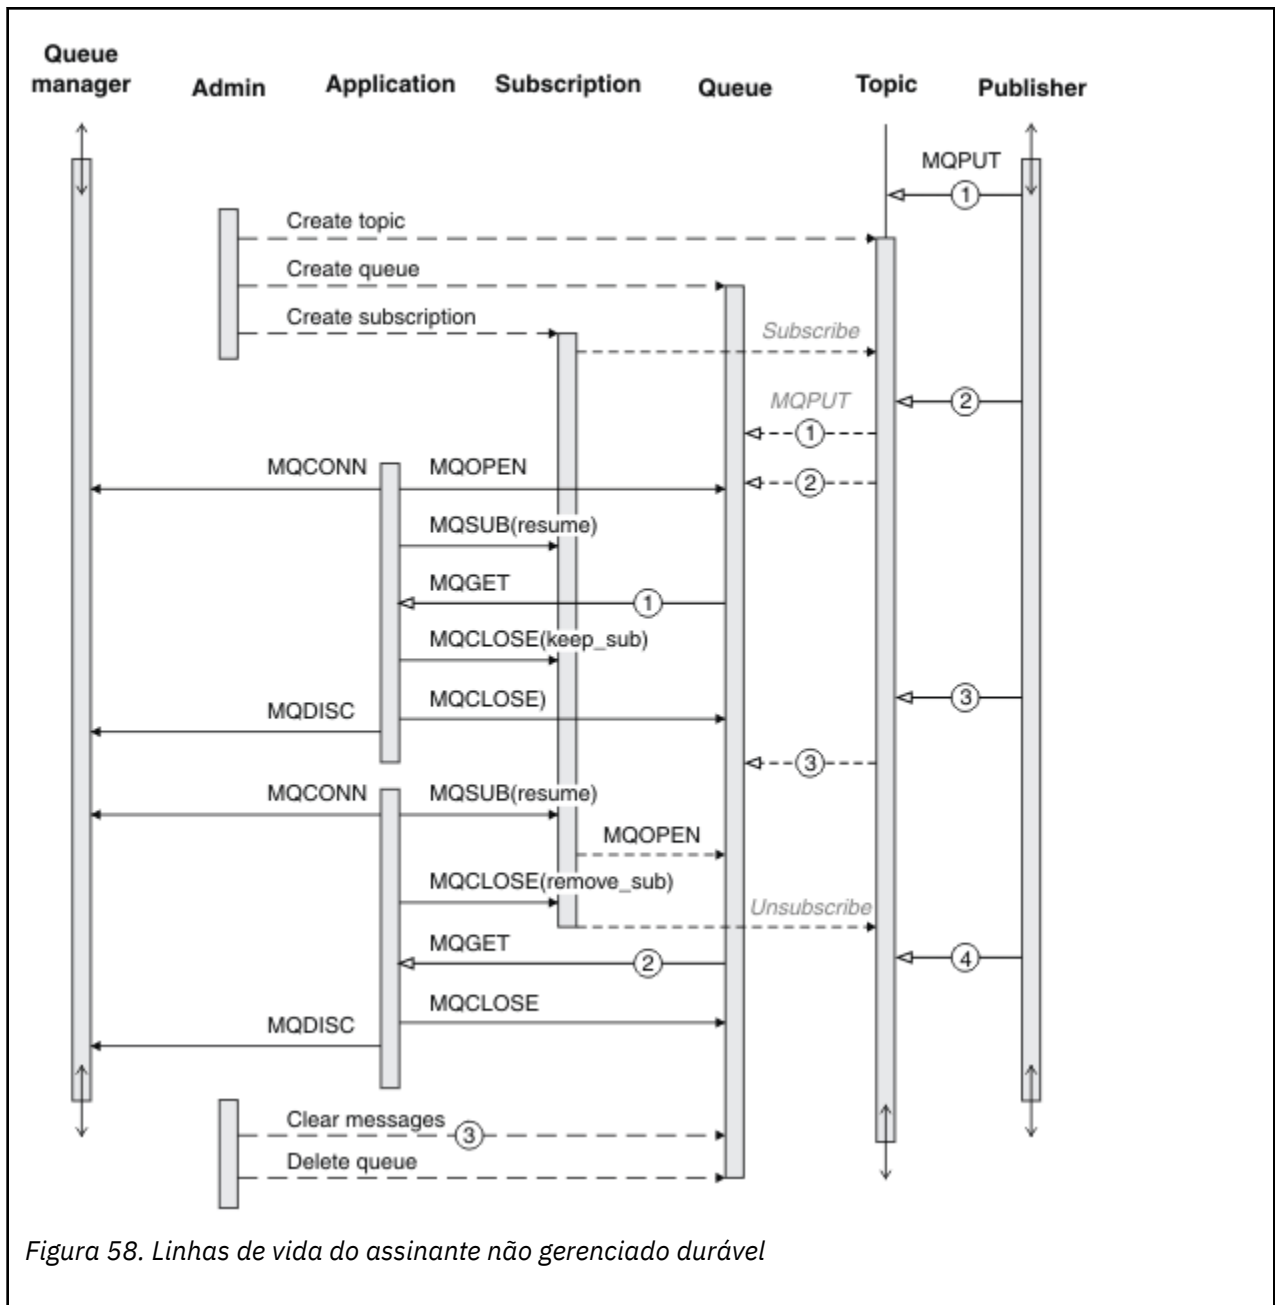 Queue
manager
Admin
Application
Subscription
Queue
Topic
Publisher
MQPUT
1
Create topic
Create queue
Create subscription
Subscribe
MQPUT
2
1
MQCONN
MQOPEN
2
MQSUB(resume)
MQGET
1
MQCLOSE(keep_sub)
MQDISC
MQCLOSE)
3
3
MQCONN
MQSUB(resume)
MQOPEN
MQCLOSE(remove_sub)
Unsubscribe
MQGET
2
4
MQCLOSE
MQDISC
Clear messages
3
Delete queue
Figura 58. Linhas de vida do assinante não gerenciado durável